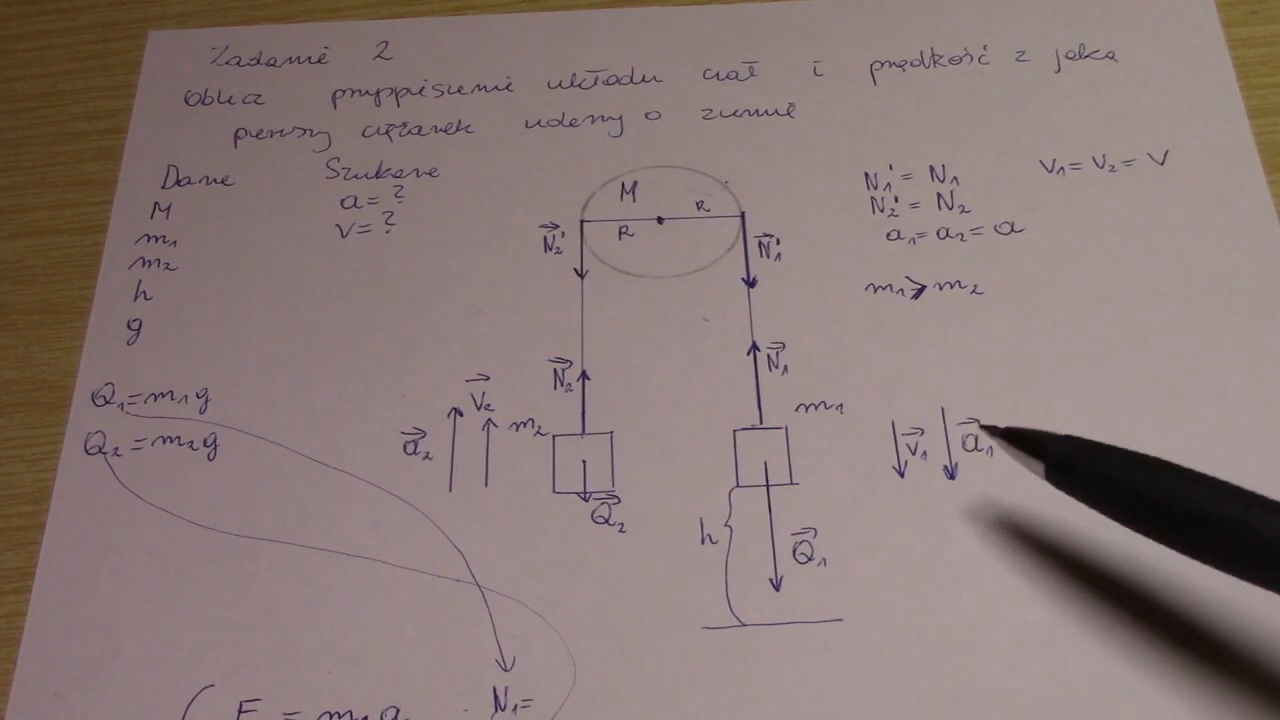 Zadanie 2
Oblicz przyspieszenie układu ciał i prędkość z jaką
pierwszy ciężarek uderzy o ziemię
Dane
M
m₁
m₂
h
g
Szukane
a = ?
v = ?
M
R
R
N₂'
N₁'
N₁' = N₁
N₂' = N₂
a₁ = a₂ = a
m₁ > m₂
v₁ = v₂ = v
Q₁ = m₁g
Q₂ = m₂g
a₂
v₂
N₂
m₂
Q₂
N₁
m₁
v₁
a₁
h
Q₁
N₁ =